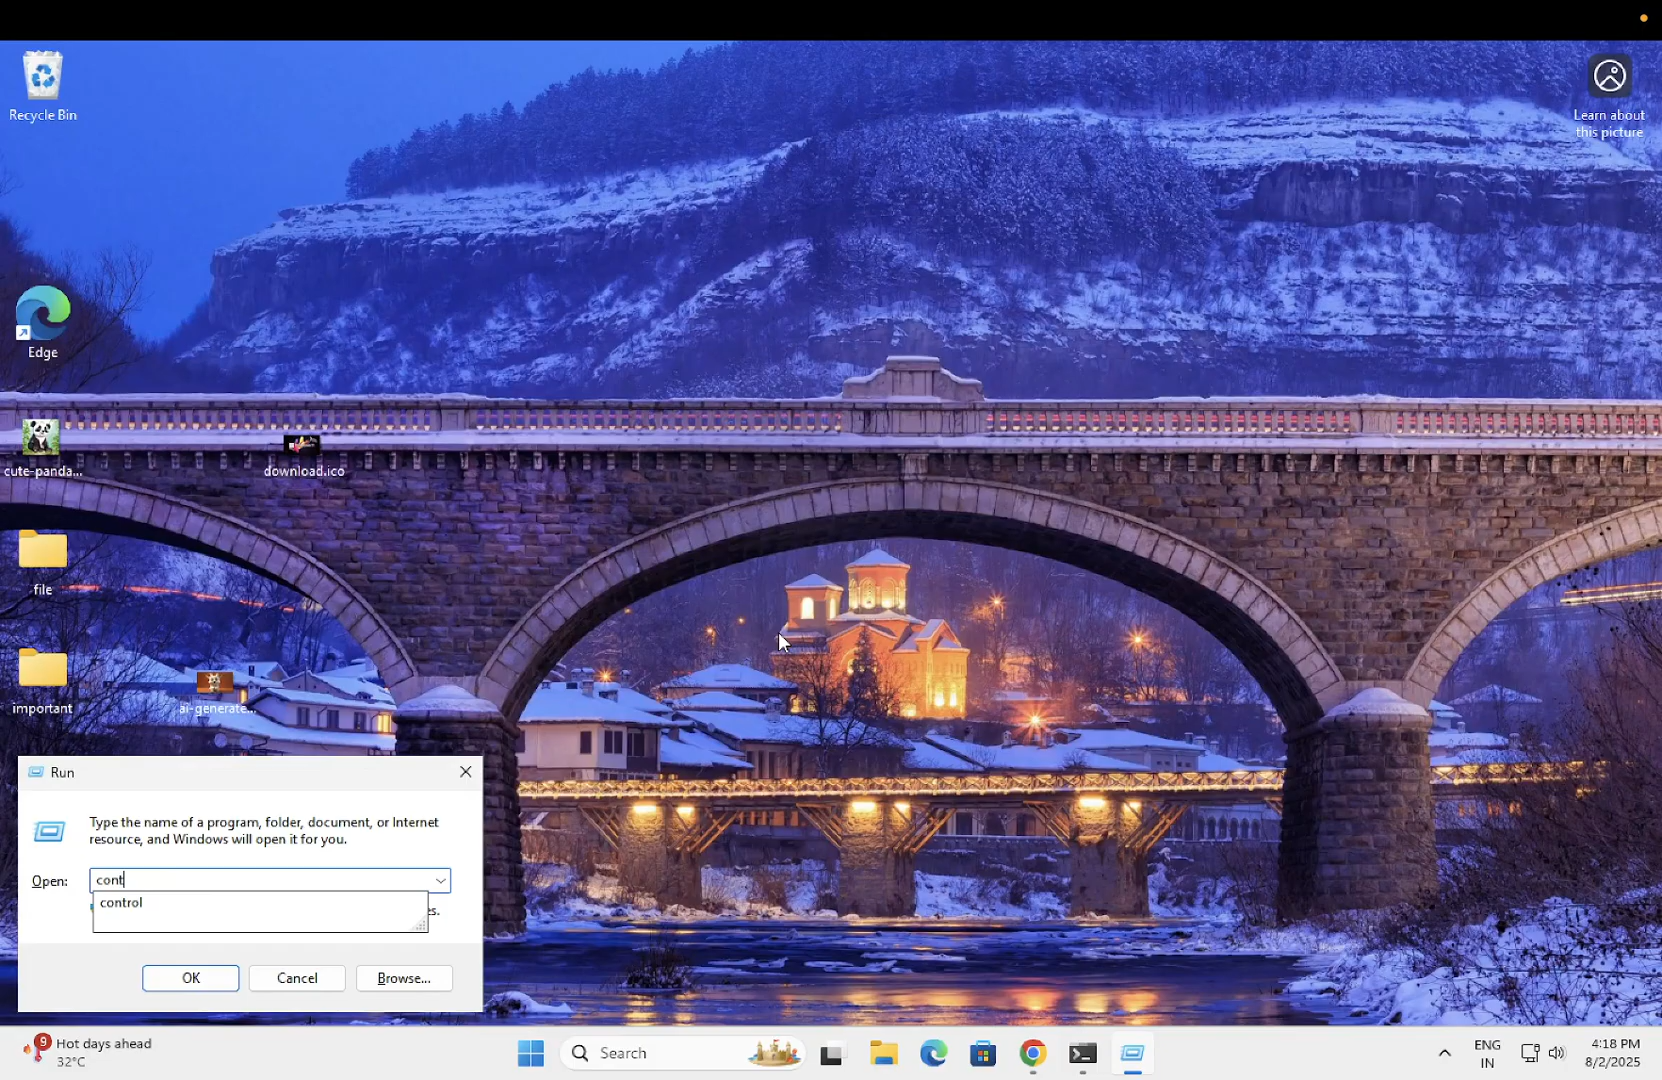 Recycle Bin
Learn about
this picture
Edge
cute-panda...
download.ico
file
important
ai-generate...
Run
Type the name of a program, folder, document, or Internet
resource, and Windows will open it for you.
Open:
cont
control
es.
OK
Cancel
Browse...
9
Hot days ahead
32°C
Search
ENG
IN
4:18 PM
8/2/2025